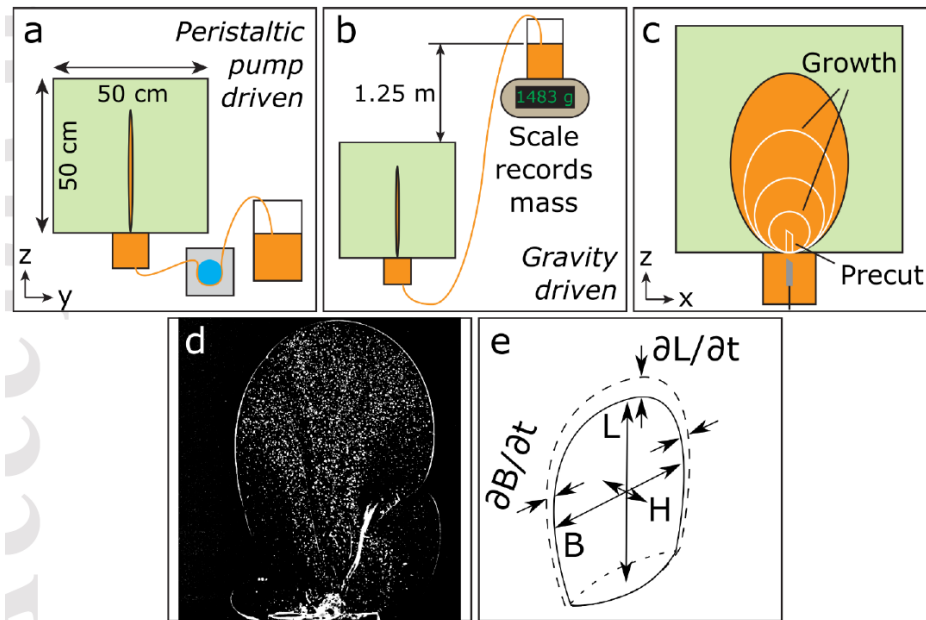 a
Peristaltic
pump
driven
50 cm
50 cm
z
y
b
1.25 m
1483 g
Scale
records
mass
Gravity
driven
z
c
Growth
Precut
z
x
d
e
∂L/∂t
∂B/∂t
L
H
B